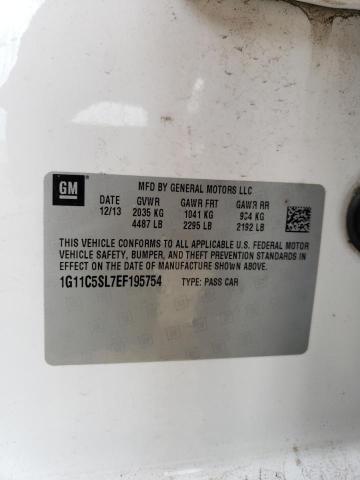 GM
MFD BY GENERAL MOTORS LLC
DATE GVWR GAWR FRT GAWR RR
12/13 2035 KG 1041 KG 994 KG
4487 LB 2295 LB 2192 LB
THIS VEHICLE CONFORMS TO ALL APPLICABLE U.S. FEDERAL MOTOR
VEHICLE SAFETY, BUMPER, AND THEFT PREVENTION STANDARDS IN
EFFECT ON THE DATE OF MANUFACTURE SHOWN ABOVE.
1G11C5SL7EF195754 TYPE: PASS CAR